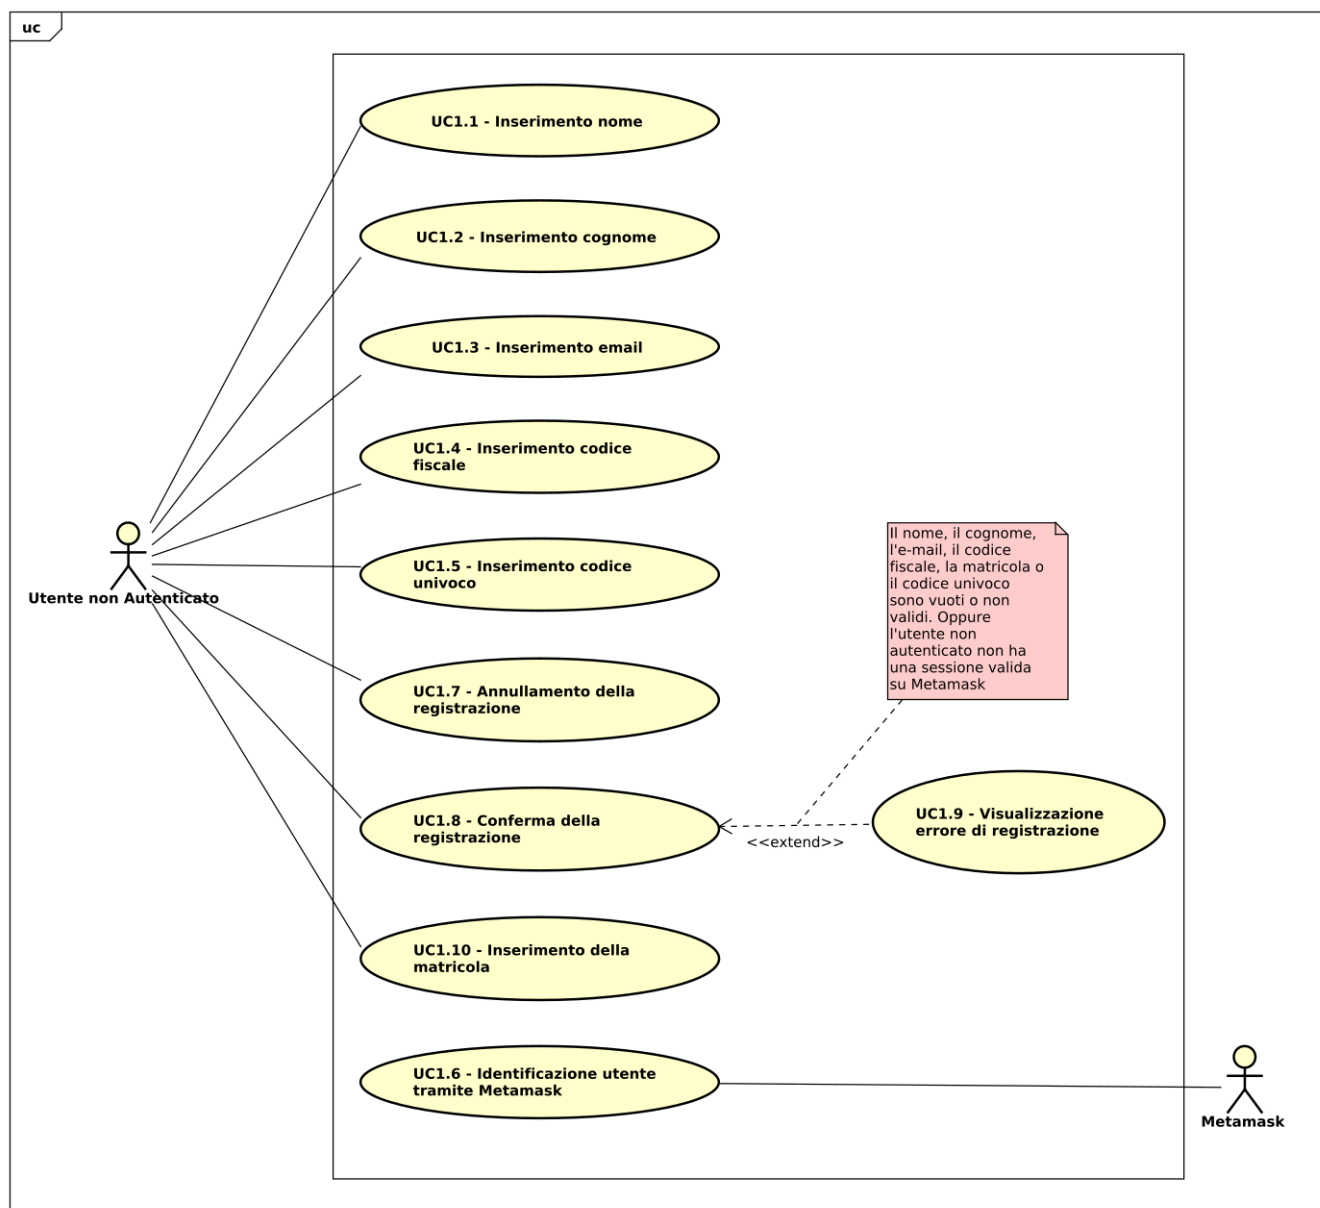 uc
UC1.1 - Inserimento nome
UC1.2 - Inserimento cognome
UC1.3 - Inserimento email
UC1.4 - Inserimento codice
fiscale
Utente non Autenticato
UC1.5 - Inserimento codice
univoco
Il nome, il cognome,
l'e-mail, il codice
fiscale, la matricola o
il codice univoco
sono vuoti o non
validi. Oppure
l'utente non
autenticato non ha
una sessione valida
su Metamask
UC1.7 - Annullamento della
registrazione
UC1.8 - Conferma della
registrazione
<<extend>>
UC1.9 - Visualizzazione
errore di registrazione
UC1.10 - Inserimento della
matricola
UC1.6 - Identificazione utente
tramite Metamask
Metamask